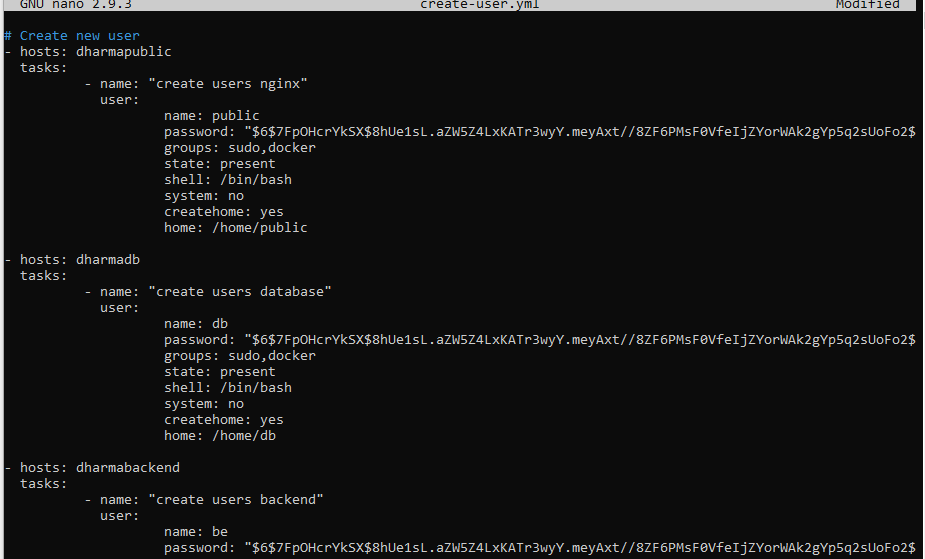 GNU nano 2.9.3 create-user.yml Modified
# Create new user
- hosts: dharmapublic
  tasks:
          - name: "create users nginx"
            user:
                    name: public
                    password: "$6$7FpOHcrYkSX$8hUe1sL.aZW5Z4LxKATr3wyY.meyAxt//8ZF6PMsF0VfeIjZYorWAk2gYp5q2sUoFo2$
                    groups: sudo,docker
                    state: present
                    shell: /bin/bash
                    system: no
                    createhome: yes
                    home: /home/public
- hosts: dharmadb
  tasks:
          - name: "create users database"
            user:
                    name: db
                    password: "$6$7FpOHcrYkSX$8hUe1sL.aZW5Z4LxKATr3wyY.meyAxt//8ZF6PMsF0VfeIjZYorWAk2gYp5q2sUoFo2$
                    groups: sudo,docker
                    state: present
                    shell: /bin/bash
                    system: no
                    createhome: yes
                    home: /home/db
- hosts: dharmabackend
  tasks:
          - name: "create users backend"
            user:
                    name: be
                    password: "$6$7FpOHcrYkSX$8hUe1sL.aZW5Z4LxKATr3wyY.meyAxt//8ZF6PMsF0VfeIjZYorWAk2gYp5q2sUoFo2$